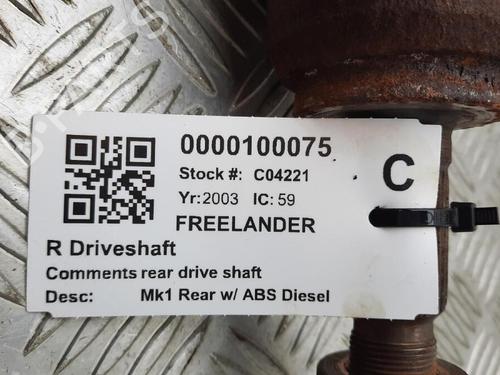 0000100075
Stock #: C04221
C
Yr: 2003 IC: 59
FREELANDER
R Driveshaft
Comments rear drive shaft
Desc: Mk1 Rear w/ ABS Diesel